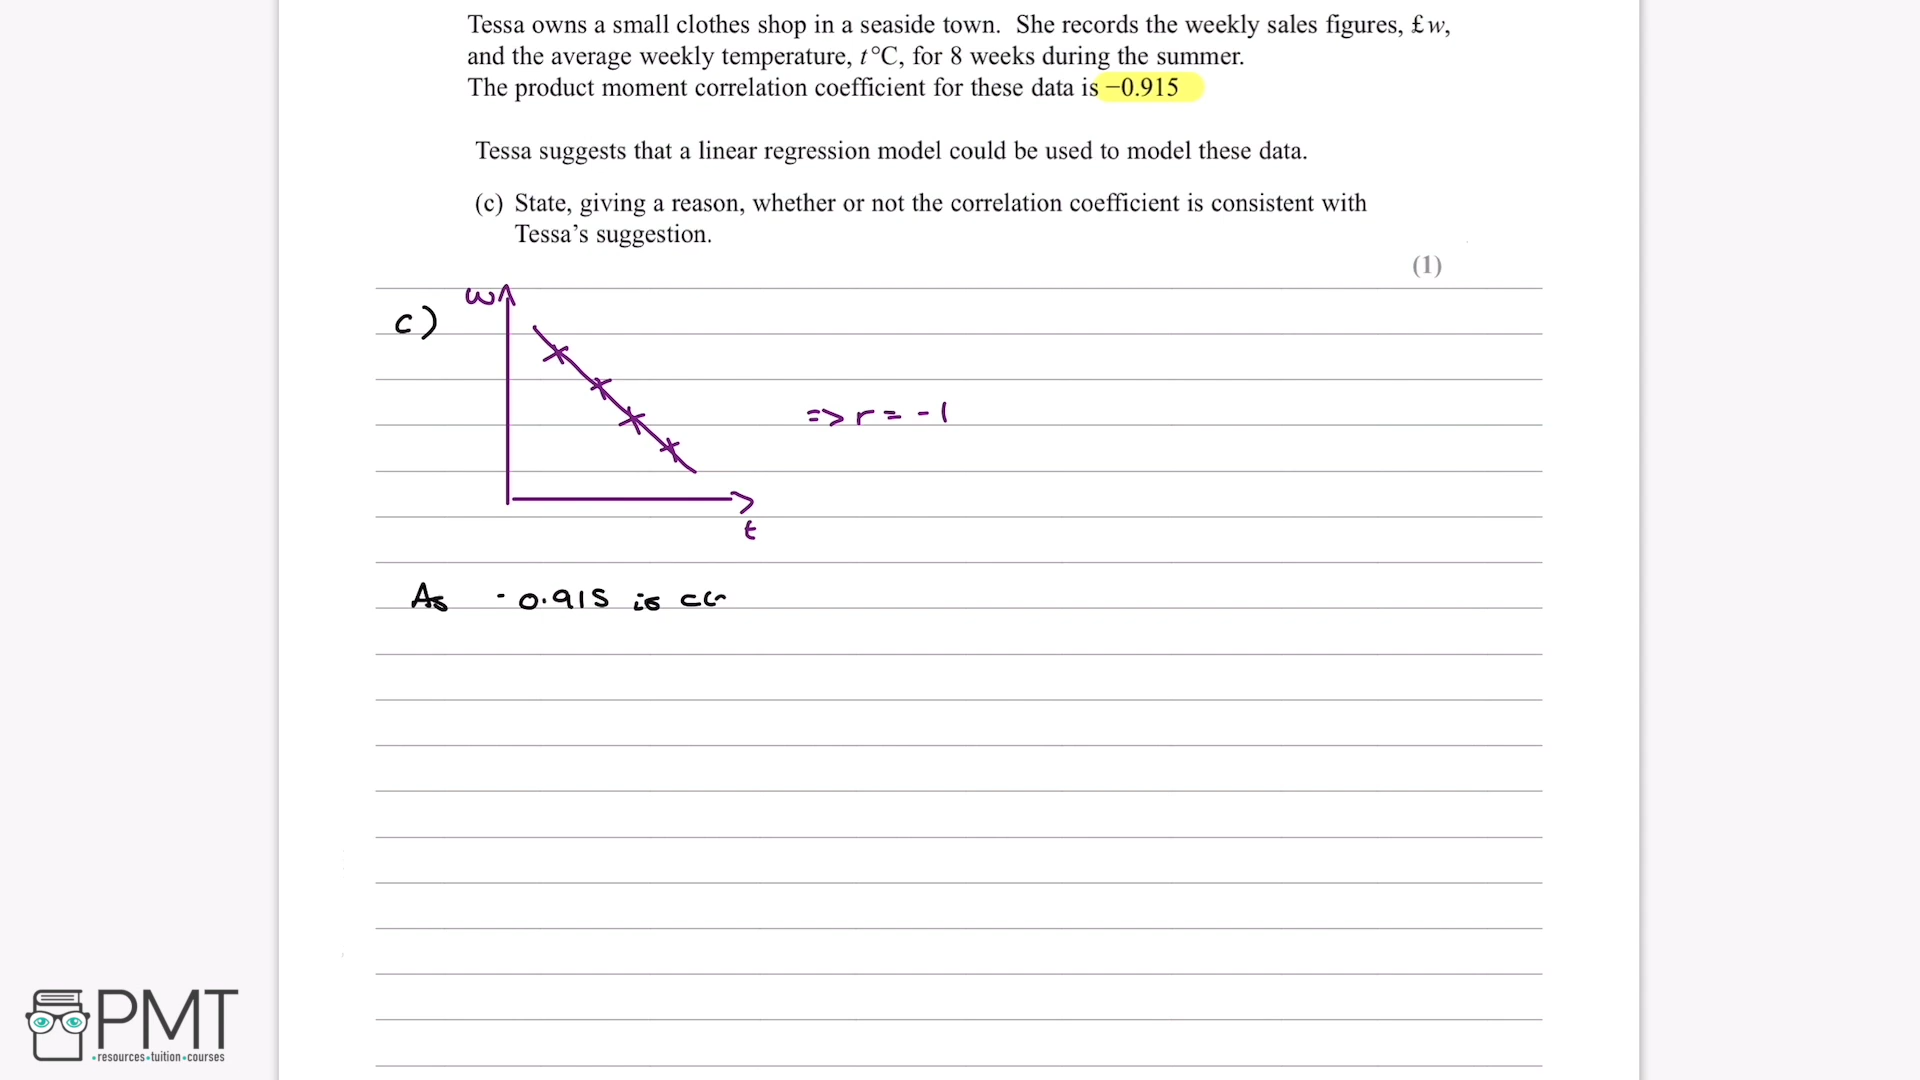 Tessa owns a small clothes shop in a seaside town. She records the weekly sales figures, £w,
and the average weekly temperature, t°C, for 8 weeks during the summer.
The product moment correlation coefficient for these data is −0.915
Tessa suggests that a linear regression model could be used to model these data.
(c) State, giving a reason, whether or not the correlation coefficient is consistent with
Tessa’s suggestion.
(1)
c)
w
=> r = -1
t
As -0.915 is
PMT
•resources•tuition•courses